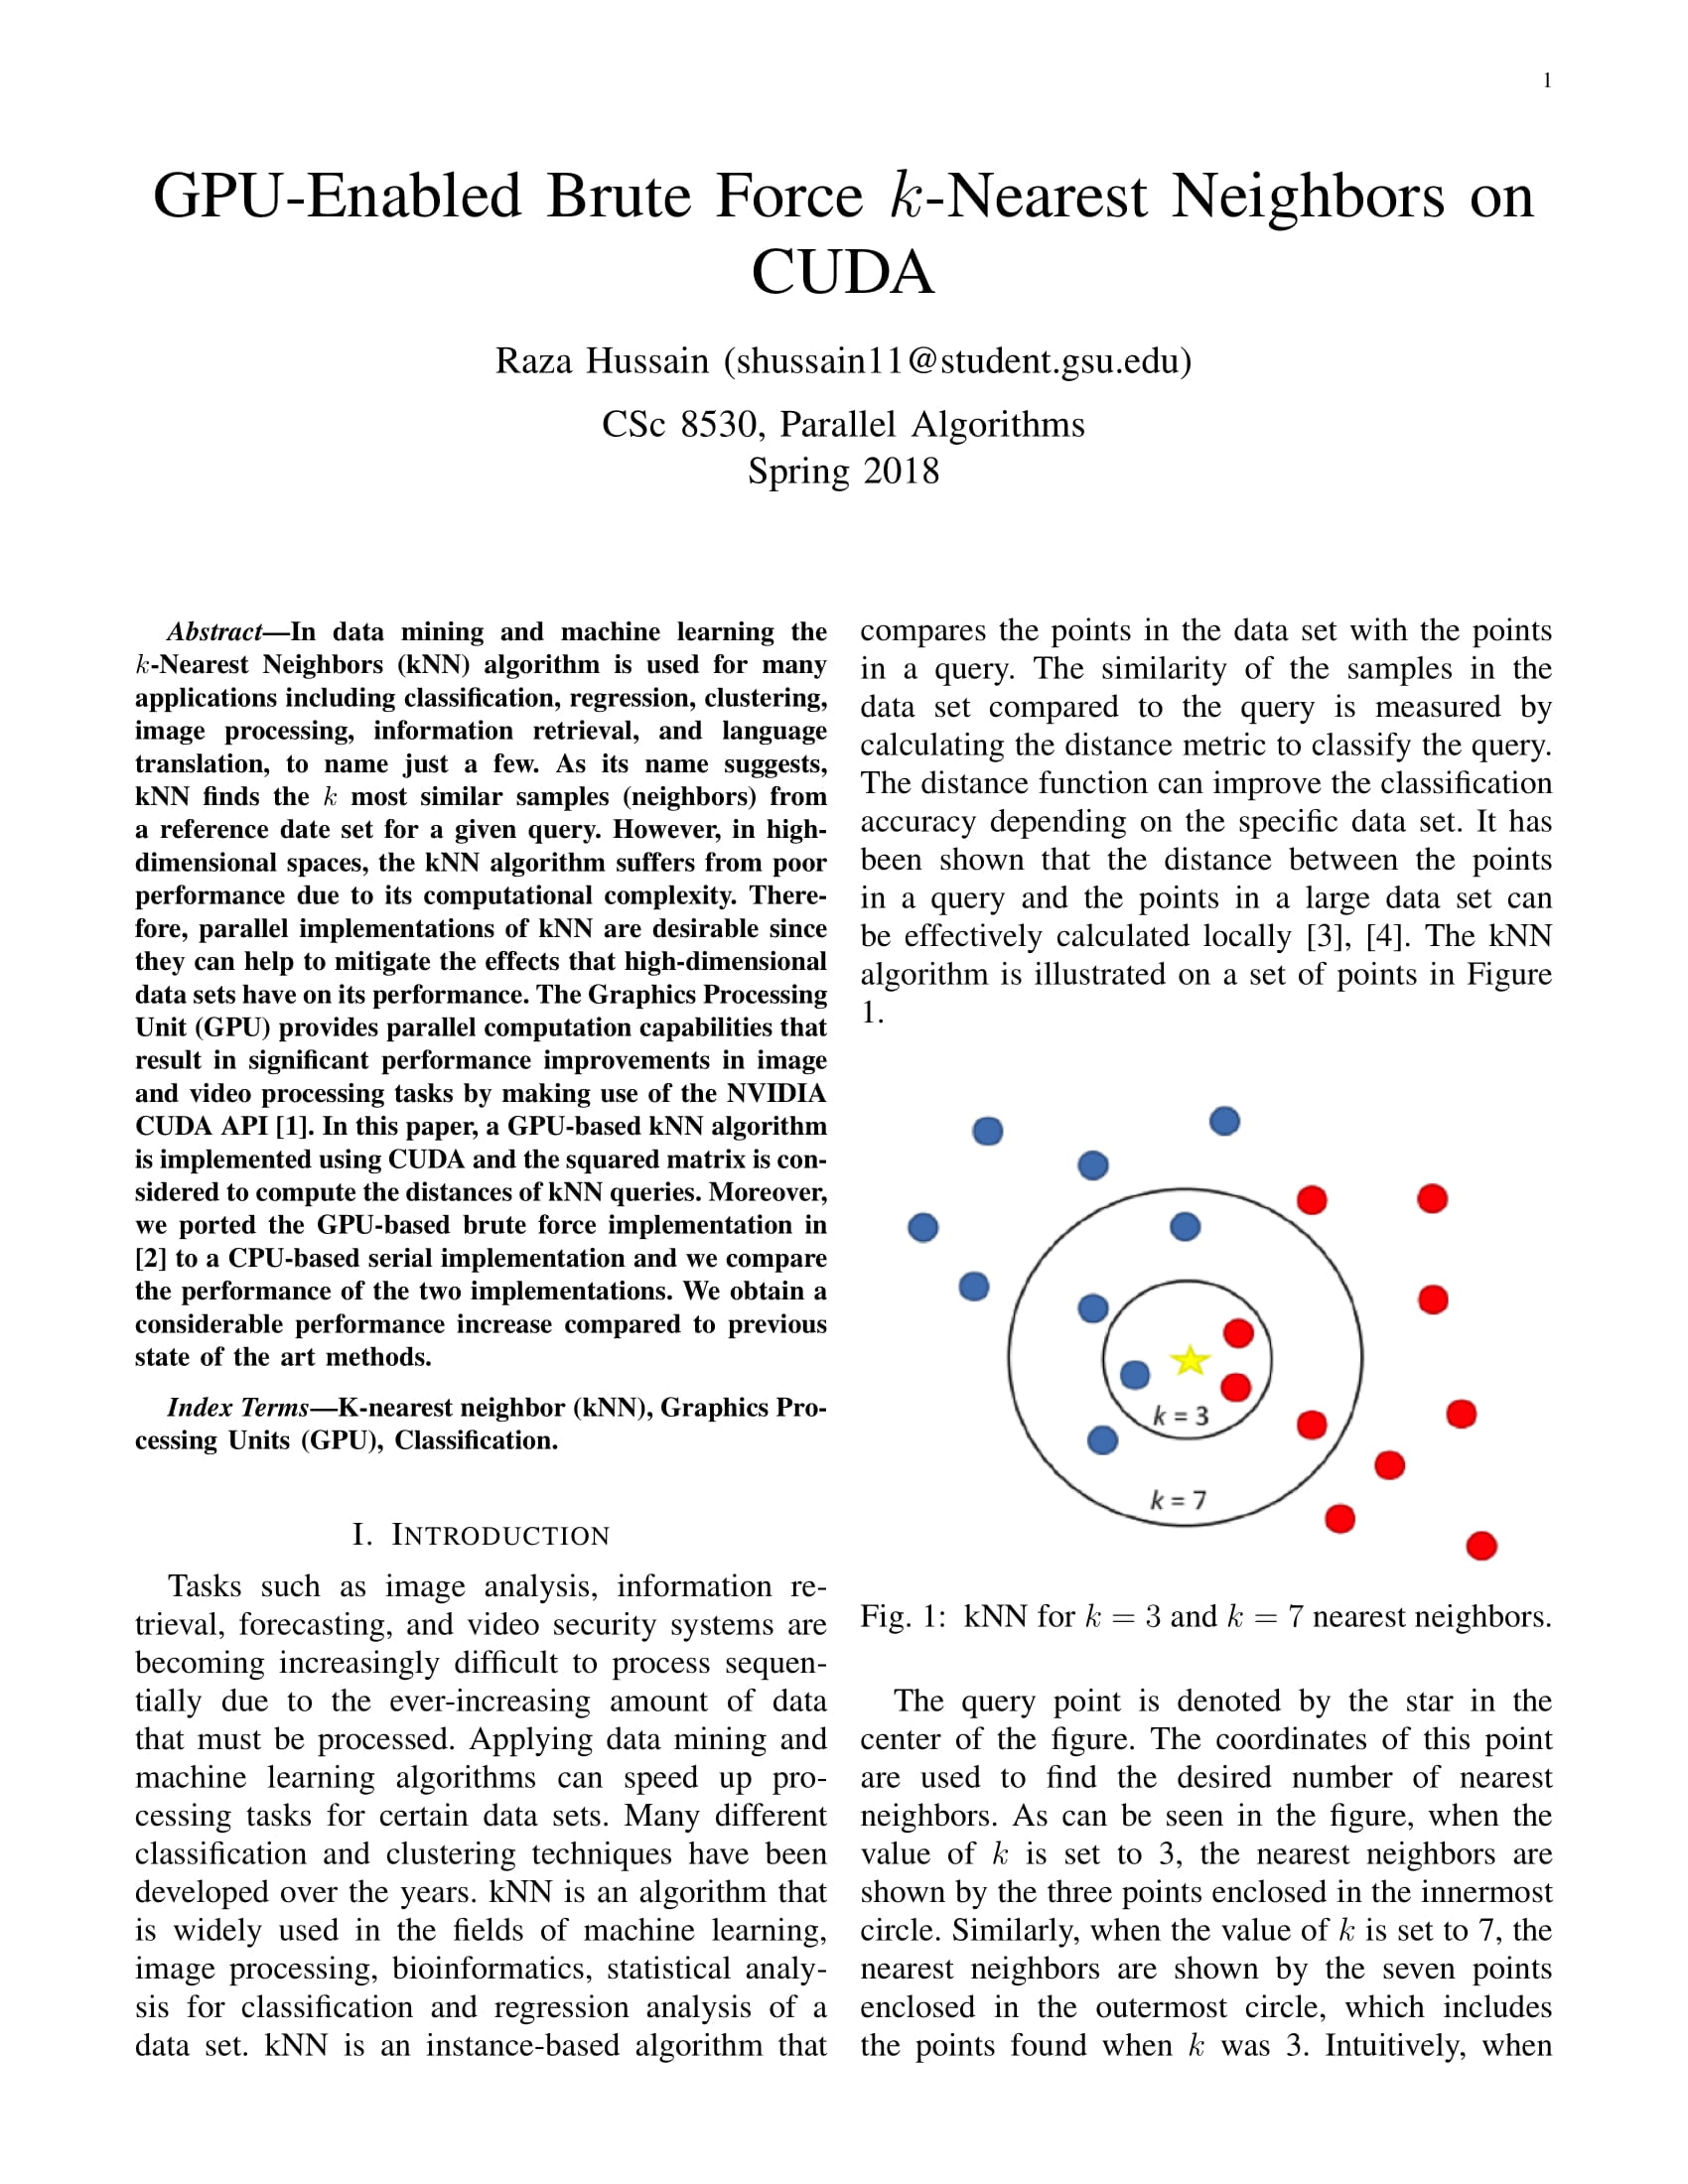 1
GPU-Enabled Brute Force k-Nearest Neighbors on
CUDA
Raza Hussain (shussain11@student.gsu.edu)
CSc 8530, Parallel Algorithms
Spring 2018
Abstract—In data mining and machine learning the
k-Nearest Neighbors (kNN) algorithm is used for many
applications including classification, regression, clustering,
image processing, information retrieval, and language
translation, to name just a few. As its name suggests,
kNN finds the k most similar samples (neighbors) from
a reference date set for a given query. However, in high-
dimensional spaces, the kNN algorithm suffers from poor
performance due to its computational complexity. There-
fore, parallel implementations of kNN are desirable since
they can help to mitigate the effects that high-dimensional
data sets have on its performance. The Graphics Processing
Unit (GPU) provides parallel computation capabilities that
result in significant performance improvements in image
and video processing tasks by making use of the NVIDIA
CUDA API [1]. In this paper, a GPU-based kNN algorithm
is implemented using CUDA and the squared matrix is con-
sidered to compute the distances of kNN queries. Moreover,
we ported the GPU-based brute force implementation in
[2] to a CPU-based serial implementation and we compare
the performance of the two implementations. We obtain a
considerable performance increase compared to previous
state of the art methods.
Index Terms—K-nearest neighbor (kNN), Graphics Pro-
cessing Units (GPU), Classification.
I. INTRODUCTION
Tasks such as image analysis, information re-
trieval, forecasting, and video security systems are
becoming increasingly difficult to process sequen-
tially due to the ever-increasing amount of data
that must be processed. Applying data mining and
machine learning algorithms can speed up pro-
cessing tasks for certain data sets. Many different
classification and clustering techniques have been
developed over the years. kNN is an algorithm that
is widely used in the fields of machine learning,
image processing, bioinformatics, statistical analy-
sis for classification and regression analysis of a
data set. kNN is an instance-based algorithm that
compares the points in the data set with the points
in a query. The similarity of the samples in the
data set compared to the query is measured by
calculating the distance metric to classify the query.
The distance function can improve the classification
accuracy depending on the specific data set. It has
been shown that the distance between the points
in a query and the points in a large data set can
be effectively calculated locally [3], [4]. The kNN
algorithm is illustrated on a set of points in Figure
1.
k = 3
k = 7
Fig. 1: kNN for k = 3 and k = 7 nearest neighbors.
The query point is denoted by the star in the
center of the figure. The coordinates of this point
are used to find the desired number of nearest
neighbors. As can be seen in the figure, when the
value of k is set to 3, the nearest neighbors are
shown by the three points enclosed in the innermost
circle. Similarly, when the value of k is set to 7, the
nearest neighbors are shown by the seven points
enclosed in the outermost circle, which includes
the points found when k was 3. Intuitively, when